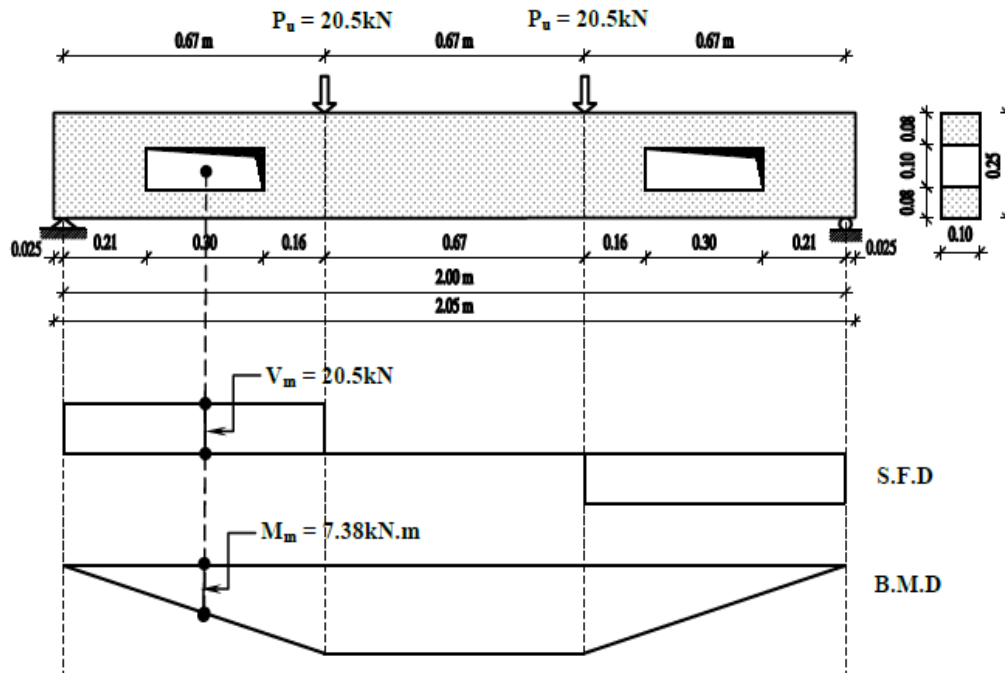 Pu = 20.5kN
Pu = 20.5kN
0.67 m
0.67 m
0.67 m
0.08
0.10
0.08
0.25
0.10
0.025
0.21
0.30
0.16
0.67
0.16
0.30
0.21
0.025
2.00 m
2.05 m
Vm = 20.5kN
S.F.D
Mm = 7.38kN.m
B.M.D